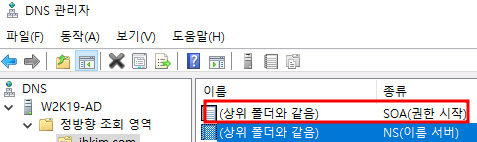 DNS 관리자
파일(F) 동작(A) 보기(V) 도움말(H)
DNS
W2K19-AD
정방향 조회 영역
jhkim.com
이름 종류
(상위 폴더와 같음) SOA(권한 시작)
(상위 폴더와 같음) NS(이름 서버)